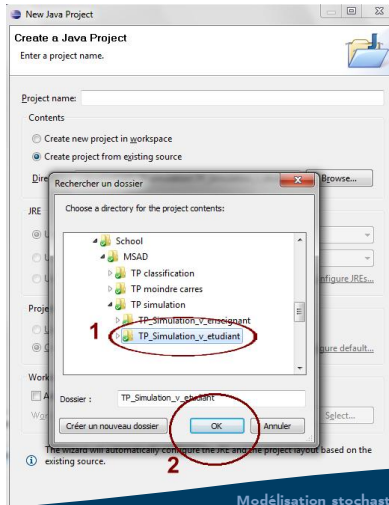 New Java Project
Create a Java Project
Enter a project name.
Project name:
Contents
Create new project in workspace
Create project from existing source
Dire
Browse...
Rechercher un dossier
Choose a directory for the project contents:
School
MSAD
TP classification
TP moindre carres
TP simulation
TP_Simulation_v_enseignant
1
TP_Simulation_v_etudiant
Dossier :
TP_Simulation_v_etudiant
Créer un nouveau dossier
OK
Annuler
2
JRE
nfigure JREs...
Proje
gure default...
Work
Select...
The wizard will automatically configure the JRE and the project layout based on the
existing source.
Modélisation stochast